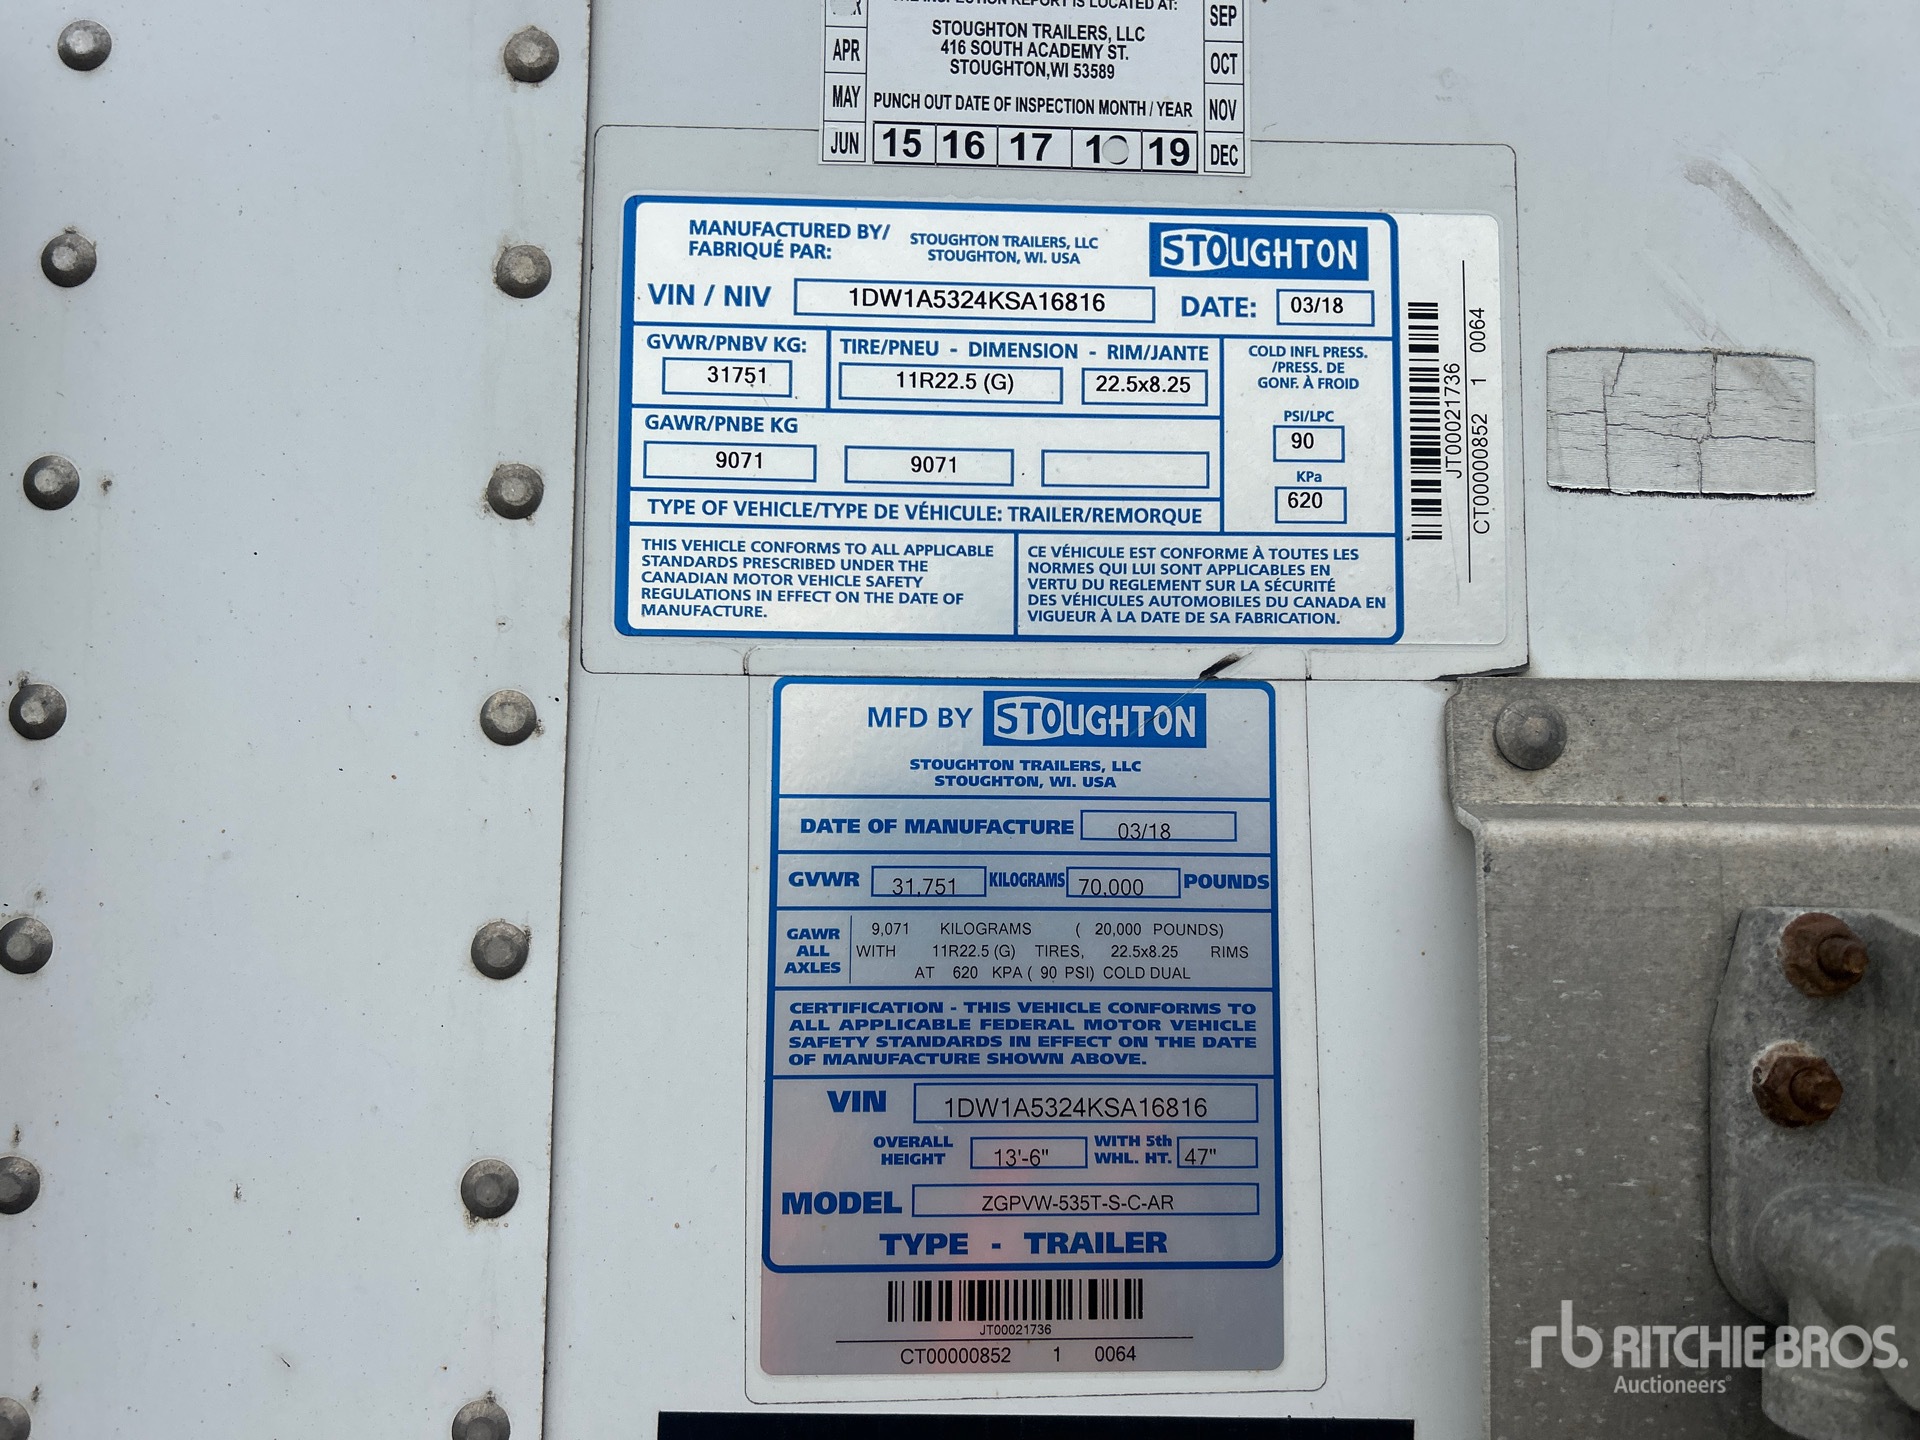 STOUGHTON TRAILERS, LLC
416 SOUTH ACADEMY ST.
STOUGHTON, WI 53589
PUNCH OUT DATE OF INSPECTION MONTH / YEAR
APR
MAY
JUN
15 16 17 19
SEP
OCT
NOV
DEC
MANUFACTURED BY/
FABRIQUÉ PAR:
STOUGHTON TRAILERS, LLC
STOUGHTON, WI. USA
STOUGHTON
VIN / NIV 1DW1A5324KSA16816 DATE: 03/18
GVWR/PNBV KG:
31751
TIRE/PNEU - DIMENSION - RIM/JANTE
11R22.5 (G) 22.5x8.25
COLD INFL PRESS.
/PRESS. DE
GONF. À FROID
PSI/LPC
90
KPa
620
GAWR/PNBE KG
9071 9071
TYPE OF VEHICLE/TYPE DE VÉHICULE: TRAILER/REMORQUE
THIS VEHICLE CONFORMS TO ALL APPLICABLE
STANDARDS PRESCRIBED UNDER THE
CANADIAN MOTOR VEHICLE SAFETY
REGULATIONS IN EFFECT ON THE DATE OF
MANUFACTURE.
CE VÉHICULE EST CONFORME À TOUTES LES
NORMES QUI LUI SONT APPLICABLES EN
VERTU DU REGLEMENT SUR LA SÉCURITÉ
DES VÉHICULES AUTOMOBILES DU CANADA EN
VIGUEUR À LA DATE DE SA FABRICATION.
JT00021736
CT00000852 1 0064
MFD BY STOUGHTON
STOUGHTON TRAILERS, LLC
STOUGHTON, WI. USA
DATE OF MANUFACTURE 03/18
GVWR 31,751 KILOGRAMS 70,000 POUNDS
GAWR
ALL
AXLES
9,071 KILOGRAMS ( 20,000 POUNDS)
WITH 11R22.5 (G) TIRES, 22.5x8.25 RIMS
AT 620 KPA ( 90 PSI) COLD DUAL
CERTIFICATION - THIS VEHICLE CONFORMS TO
ALL APPLICABLE FEDERAL MOTOR VEHICLE
SAFETY STANDARDS IN EFFECT ON THE DATE
OF MANUFACTURE SHOWN ABOVE.
VIN 1DW1A5324KSA16816
OVERALL
HEIGHT
13'-6"
WITH 5th
WHL. HT.
47"
MODEL ZGPVW-535T-S-C-AR
TYPE - TRAILER
JT00021736
CT00000852 1 0064
rb RITCHIE BROS.
Auctioneers